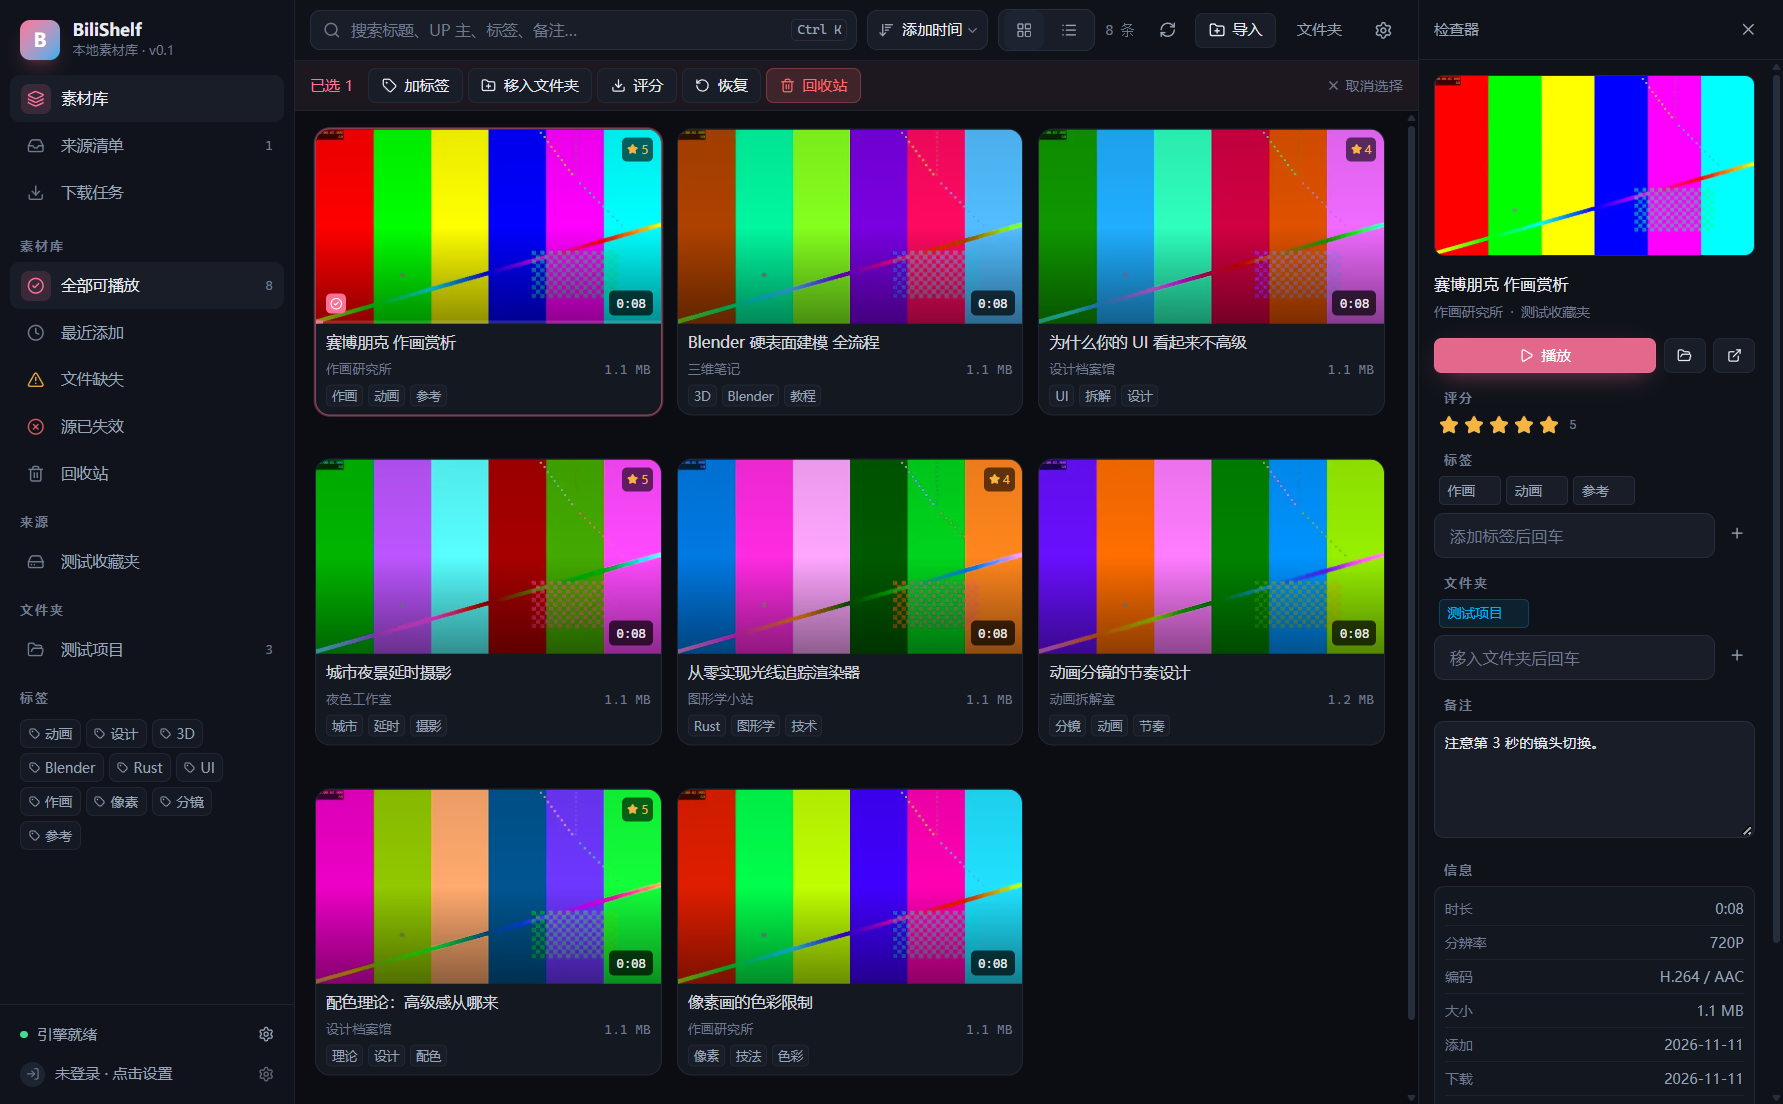 B
BiliShelf
本地素材库 · v0.1
素材库
来源清单 1
下载任务
素材库
全部可播放 8
最近添加
文件缺失
源已失效
回收站
来源
测试收藏夹
文件夹
测试项目 3
标签
动画 设计 3D
Blender Rust UI
作画 像素 分镜
参考
引擎就绪
未登录 · 点击设置
搜索标题、UP 主、标签、备注... Ctrl K
添加时间
8 条
导入
文件夹
已选 1 加标签 移入文件夹 评分 恢复 回收站 取消选择
5
0:08
赛博朋克 作画赏析
作画研究所 1.1 MB
作画 动画 参考
0:08
Blender 硬表面建模 全流程
三维笔记 1.1 MB
3D Blender 教程
4
0:08
为什么你的 UI 看起来不高级
设计档案馆 1.1 MB
UI 拆解 设计
5
0:08
城市夜景延时摄影
夜色工作室 1.1 MB
城市 延时 摄影
4
0:08
从零实现光线追踪渲染器
图形学小站 1.1 MB
Rust 图形学 技术
0:08
动画分镜的节奏设计
动画拆解室 1.2 MB
分镜 动画 节奏
5
0:08
配色理论：高级感从哪来
设计档案馆 1.1 MB
理论 设计 配色
0:08
像素画的色彩限制
作画研究所 1.1 MB
像素 技法 色彩
检查器
赛博朋克 作画赏析
作画研究所 · 测试收藏夹
播放
评分
5
标签
作画 动画 参考
添加标签后回车
文件夹
测试项目
移入文件夹后回车
备注
注意第 3 秒的镜头切换。
信息
时长 0:08
分辨率 720P
编码 H.264 / AAC
大小 1.1 MB
添加 2026-11-11
下载 2026-11-11